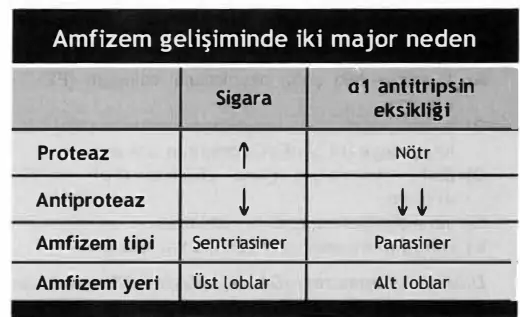 Amfizem gelişiminde iki major neden
Sigara α1 antitripsin
eksikliği
Proteaz ↑ Nötr
Antiproteaz ↓ ↓↓
Amfizem tipi Sentriasiner Panasiner
Amfizem yeri Üst loblar Alt loblar